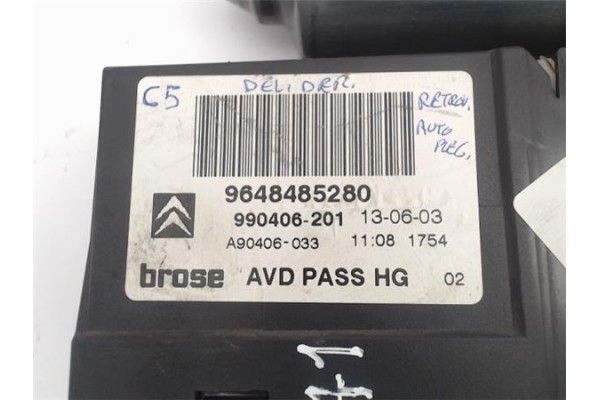 C5
DEL. DER.
RETROV.
AUTO
PLEG.
9648485280
990406-201 13-06-03
A90406-033 11:08 1754
brose AVD PASS HG 02